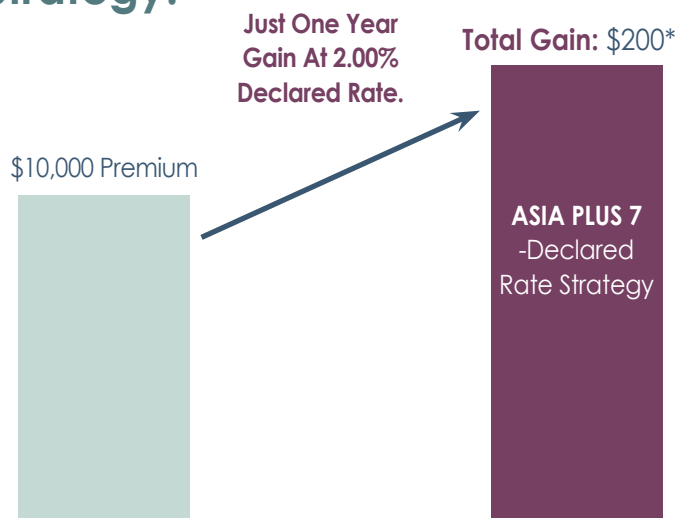 strategy.
Just One Year
Gain At 2.00%
Declared Rate.
Total Gain: $200*
$10,000 Premium
ASIA PLUS 7
-Declared
Rate Strategy